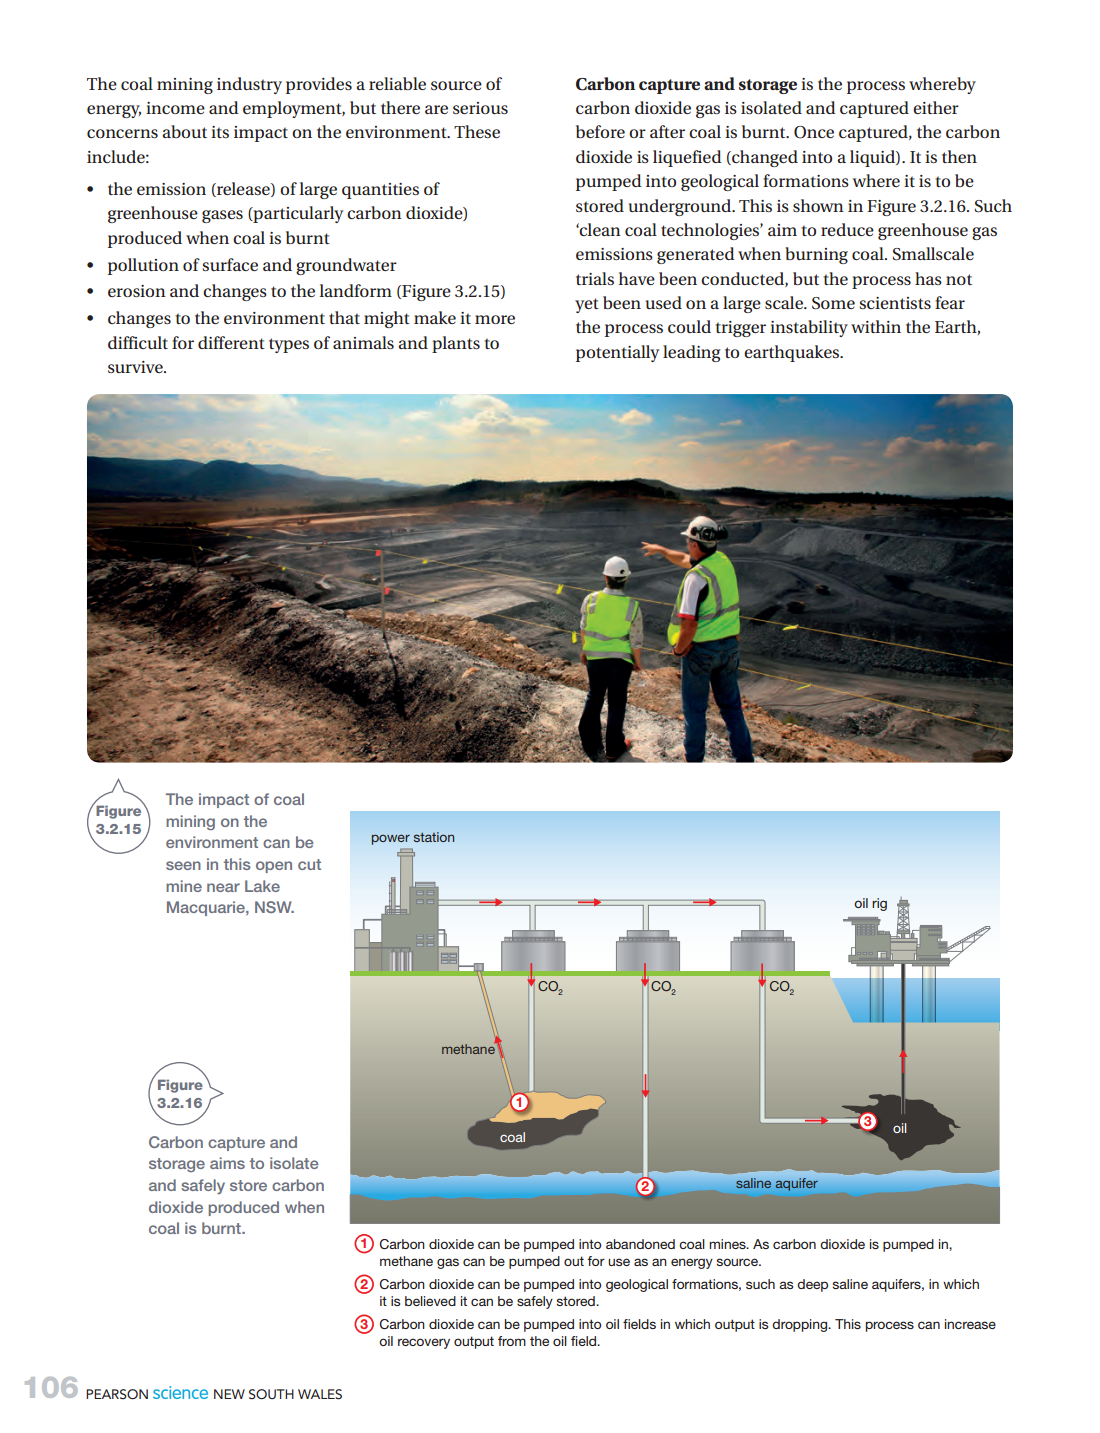 The coal mining industry provides a reliable source of
energy, income and employment, but there are serious
concerns about its impact on the environment. These
include:
• the emission (release) of large quantities of
greenhouse gases (particularly carbon dioxide)
produced when coal is burnt
• pollution of surface and groundwater
• erosion and changes to the landform (Figure 3.2.15)
• changes to the environment that might make it more
difficult for different types of animals and plants to
survive.
Carbon capture and storage is the process whereby
carbon dioxide gas is isolated and captured either
before or after coal is burnt. Once captured, the carbon
dioxide is liquefied (changed into a liquid). It is then
pumped into geological formations where it is to be
stored underground. This is shown in Figure 3.2.16. Such
‘clean coal technologies’ aim to reduce greenhouse gas
emissions generated when burning coal. Smallscale
trials have been conducted, but the process has not
yet been used on a large scale. Some scientists fear
the process could trigger instability within the Earth,
potentially leading to earthquakes.
Figure
3.2.15
The impact of coal
mining on the
environment can be
seen in this open cut
mine near Lake
Macquarie, NSW.
power station
oil rig
CO₂
CO₂
CO₂
methane
1
coal
3
oil
2
saline aquifer
Figure
3.2.16
Carbon capture and
storage aims to isolate
and safely store carbon
dioxide produced when
coal is burnt.
1 Carbon dioxide can be pumped into abandoned coal mines. As carbon dioxide is pumped in,
methane gas can be pumped out for use as an energy source.
2 Carbon dioxide can be pumped into geological formations, such as deep saline aquifers, in which
it is believed it can be safely stored.
3 Carbon dioxide can be pumped into oil fields in which output is dropping. This process can increase
oil recovery output from the oil field.
106 PEARSON science NEW SOUTH WALES